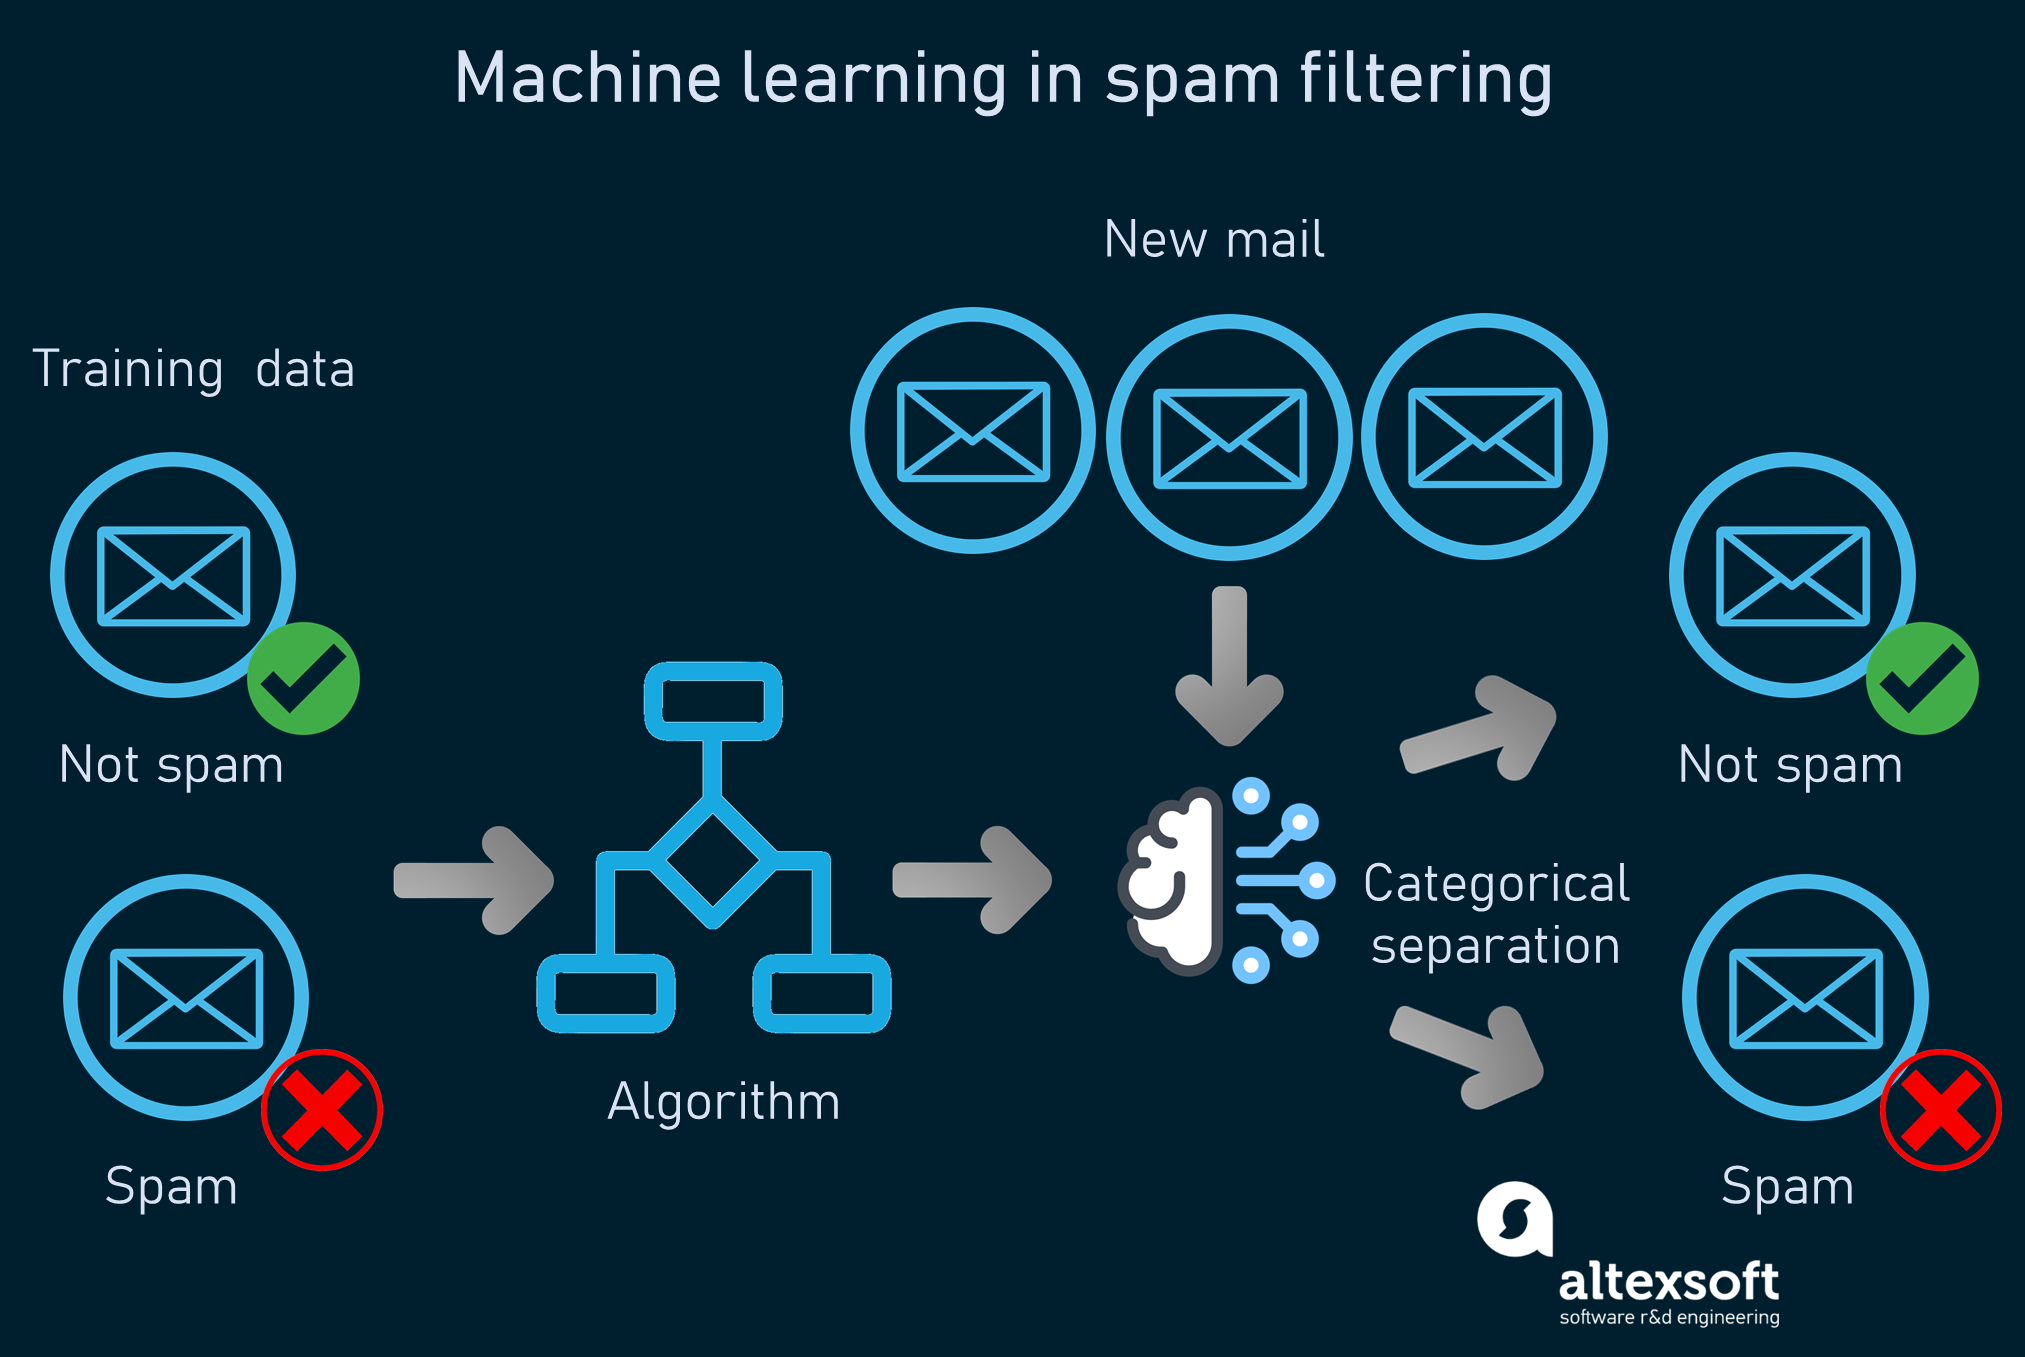 Machine learning in spam filtering
New mail
Training data
Not spam
Spam
Algorithm
Categorical
separation
Not spam
Spam
altexsoft
software r&d engineering